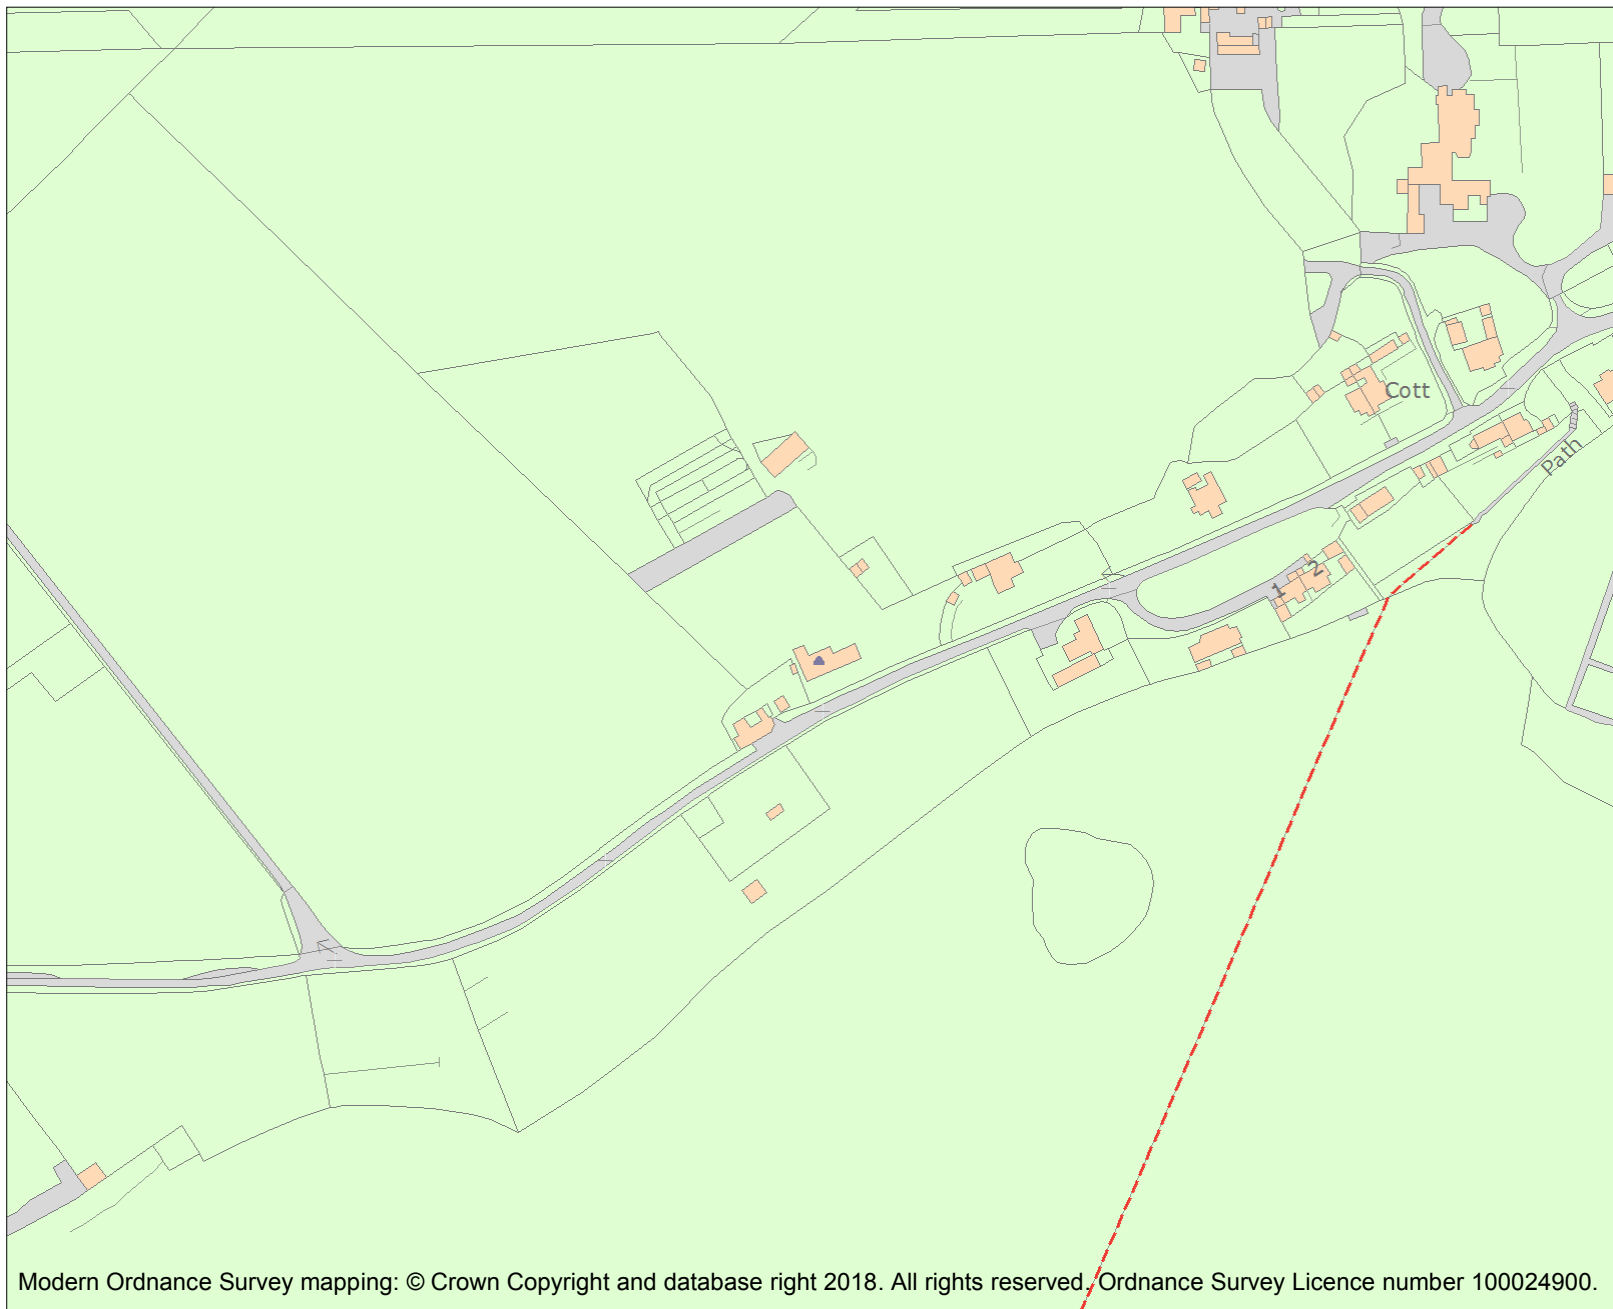 Cott
Path
1
2
Modern Ordnance Survey mapping: © Crown Copyright and database right 2018. All rights reserved. Ordnance Survey Licence number 100024900.